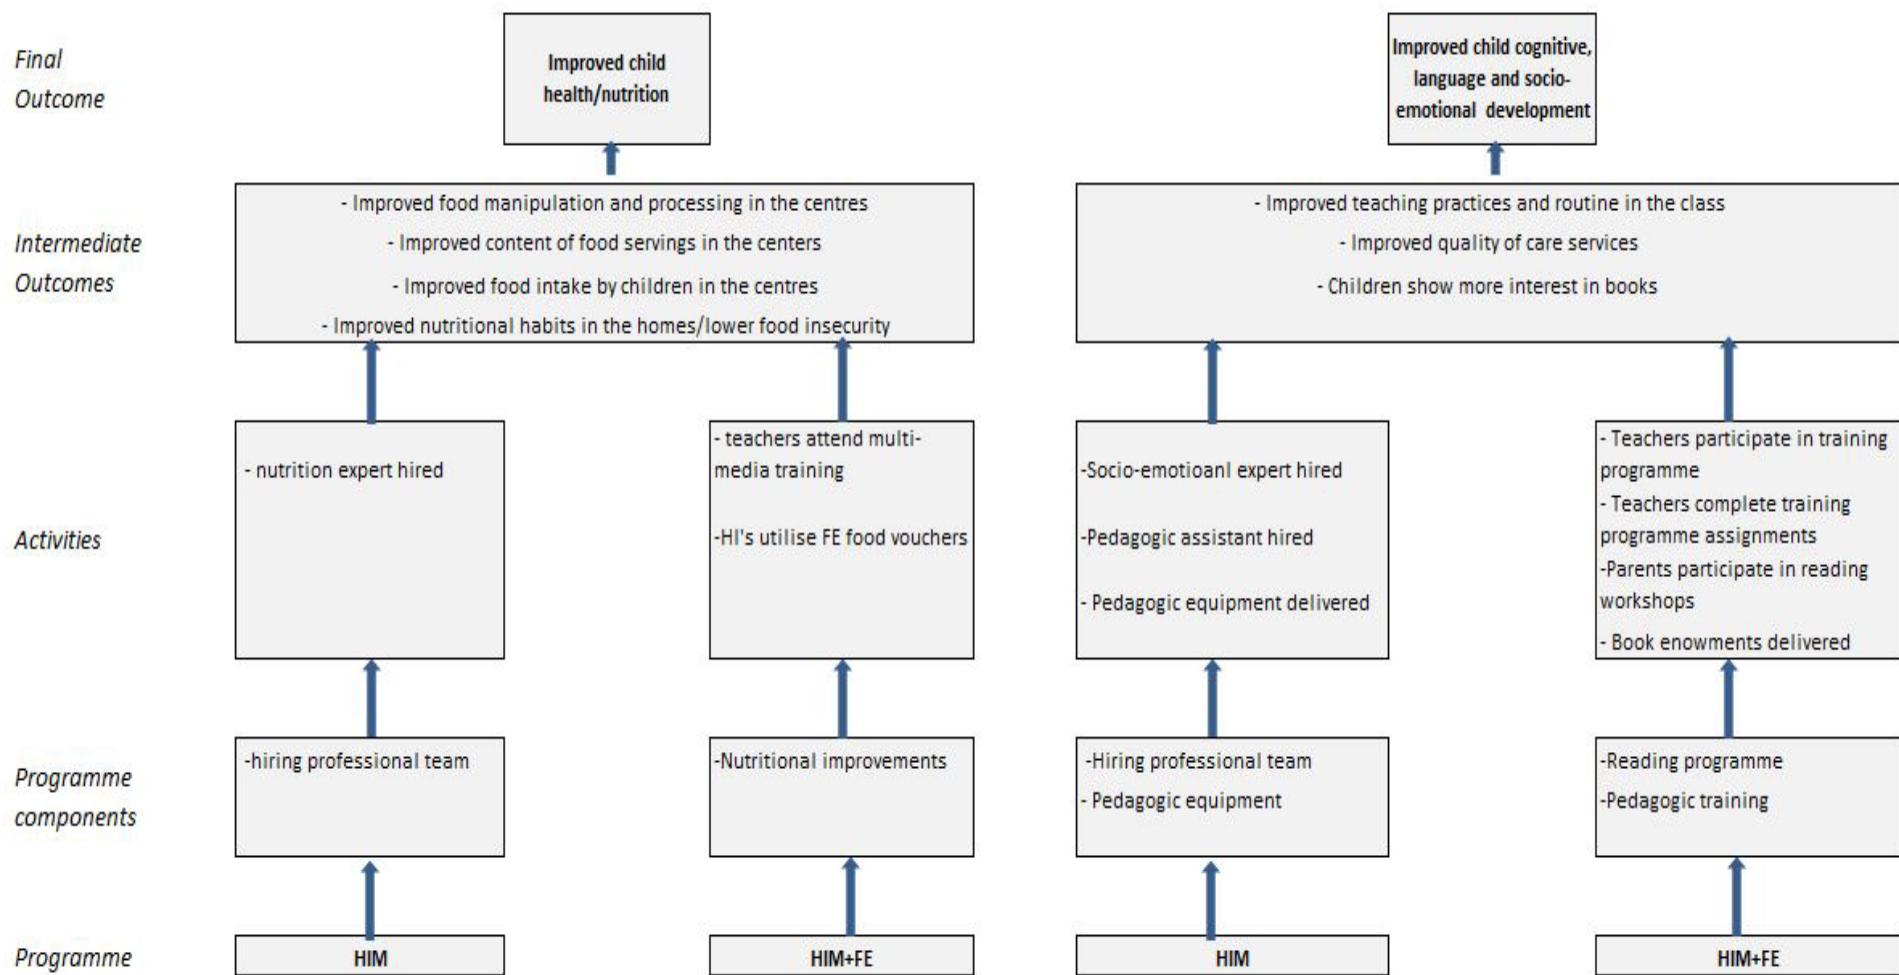 Final
Outcome
Improved child
health/nutrition
Improved child cognitive,
language and socio-
emotional development
Intermediate
Outcomes
- Improved food manipulation and processing in the centres
- Improved content of food servings in the centers
- Improved food intake by children in the centres
- Improved nutritional habits in the homes/lower food insecurity
- Improved teaching practices and routine in the class
- Improved quality of care services
- Children show more interest in books
Activities
- nutrition expert hired
- teachers attend multi-
media training
-HI's utilise FE food vouchers
-Socio-emotioanl expert hired
-Pedagogic assistant hired
- Pedagogic equipment delivered
- Teachers participate in training
programme
- Teachers complete training
programme assignments
-Parents participate in reading
workshops
- Book enowments delivered
Programme
components
-hiring professional team
-Nutritional improvements
-Hiring professional team
- Pedagogic equipment
-Reading programme
-Pedagogic training
Programme
HIM
HIM+FE
HIM
HIM+FE